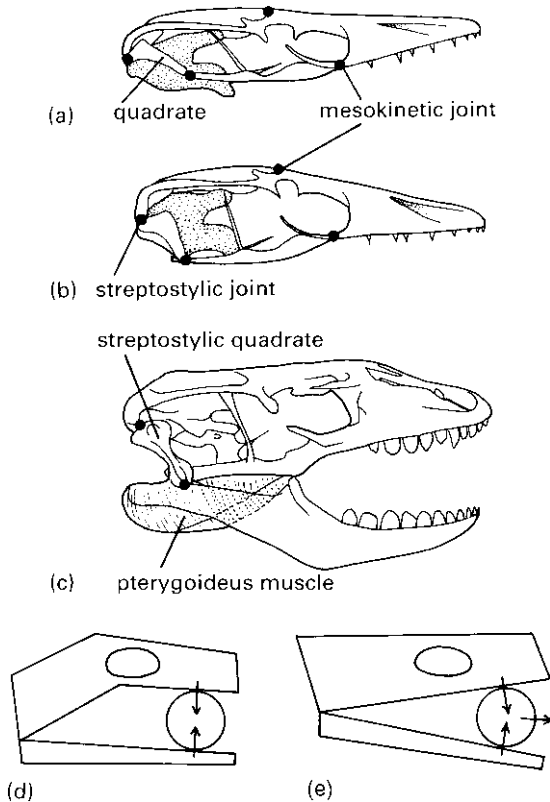 (a)
quadrate
mesokinetic joint
(b) streptostylic joint
streptostylic quadrate
(c) pterygoideus muscle
(d)
(e)